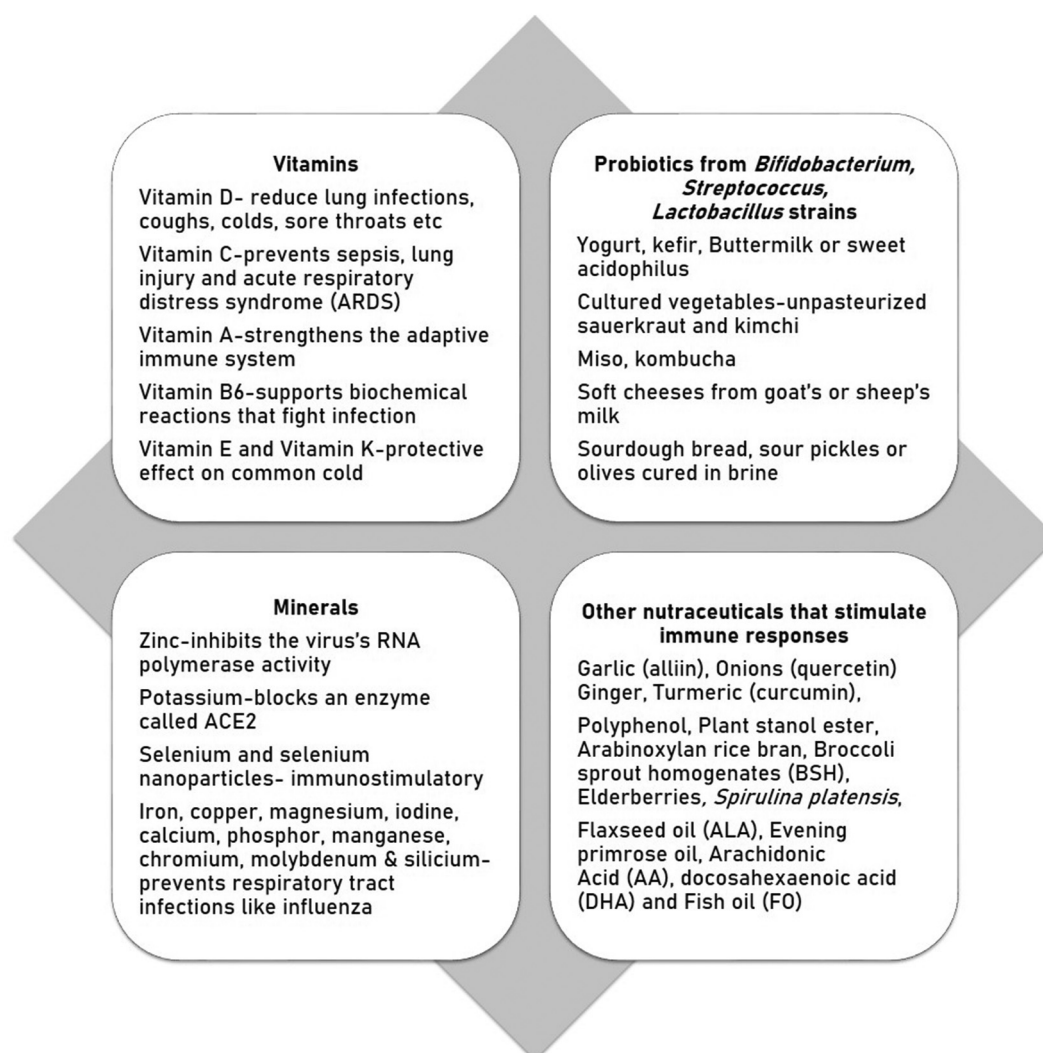 Vitamins
Vitamin D- reduce lung infections,
coughs, colds, sore throats etc
Vitamin C-prevents sepsis, lung
injury and acute respiratory
distress syndrome (ARDS)
Vitamin A-strengthens the adaptive
immune system
Vitamin B6-supports biochemical
reactions that fight infection
Vitamin E and Vitamin K-protective
effect on common cold
Probiotics from Bifidobacterium,
Streptococcus,
Lactobacillus strains
Yogurt, kefir, Buttermilk or sweet
acidophilus
Cultured vegetables-unpasteurized
sauerkraut and kimchi
Miso, kombucha
Soft cheeses from goat's or sheep's
milk
Sourdough bread, sour pickles or
olives cured in brine
Minerals
Zinc-inhibits the virus's RNA
polymerase activity
Potassium-blocks an enzyme
called ACE2
Selenium and selenium
nanoparticles- immunostimulatory
Iron, copper, magnesium, iodine,
calcium, phosphor, manganese,
chromium, molybdenum & silicium-
prevents respiratory tract
infections like influenza
Other nutraceuticals that stimulate
immune responses
Garlic (alliin), Onions (quercetin)
Ginger, Turmeric (curcumin),
Polyphenol, Plant stanol ester,
Arabinoxylan rice bran, Broccoli
sprout homogenates (BSH),
Elderberries, Spirulina platensis,
Flaxseed oil (ALA), Evening
primrose oil, Arachidonic
Acid (AA), docosahexaenoic acid
(DHA) and Fish oil (FO)